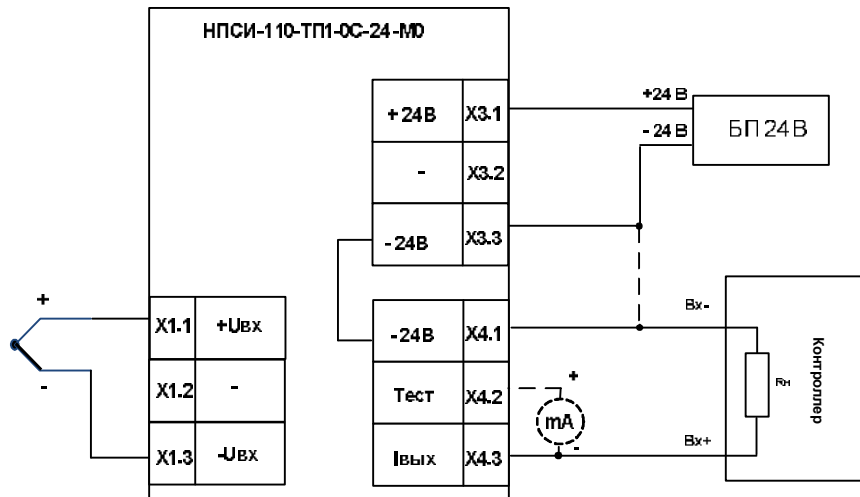 НПСИ-110-ТП1-0С-24-М0
+24В X3.1
- X3.2
-24В X3.3
+24 В
- 24 В
БП 24 В
+
-
X1.1 +Uвх
X1.2 -
X1.3 -Uвх
-24В X4.1
Тест X4.2
Iвых X4.3
+
mA
-
Вх-
Вх+
Rн
Контроллер